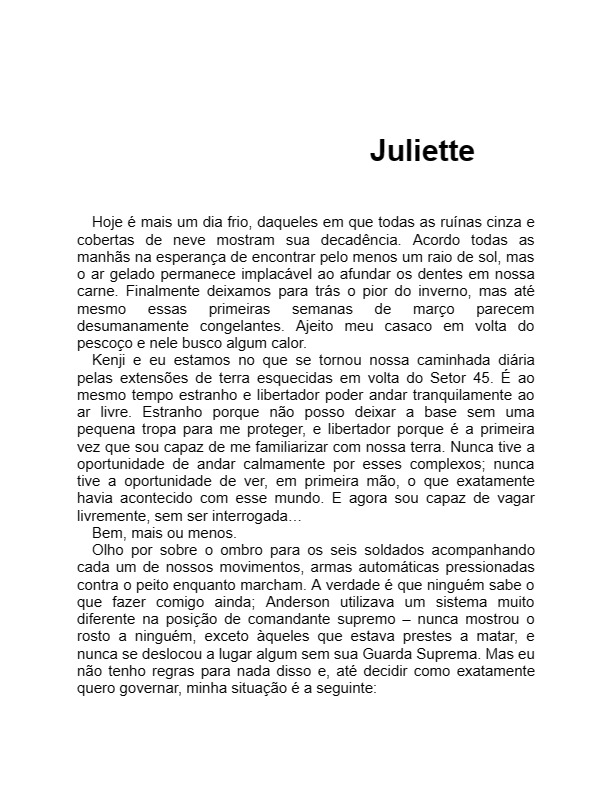 Juliette
Hoje é mais um dia frio, daqueles em que todas as ruínas cinza e
cobertas de neve mostram sua decadência. Acordo todas as
manhãs na esperança de encontrar pelo menos um raio de sol, mas
o ar gelado permanece implacável ao afundar os dentes em nossa
carne. Finalmente deixamos para trás o pior do inverno, mas até
mesmo essas primeiras semanas de março parecem
desumanamente congelantes. Ajeito meu casaco em volta do
pescoço e nele busco algum calor.
Kenji e eu estamos no que se tornou nossa caminhada diária
pelas extensões de terra esquecidas em volta do Setor 45. É ao
mesmo tempo estranho e libertador poder andar tranquilamente ao
ar livre. Estranho porque não posso deixar a base sem uma
pequena tropa para me proteger, e libertador porque é a primeira
vez que sou capaz de me familiarizar com nossa terra. Nunca tive a
oportunidade de andar calmamente por esses complexos; nunca
tive a oportunidade de ver, em primeira mão, o que exatamente
havia acontecido com esse mundo. E agora sou capaz de vagar
livremente, sem ser interrogada…
Bem, mais ou menos.
Olho por sobre o ombro para os seis soldados acompanhando
cada um de nossos movimentos, armas automáticas pressionadas
contra o peito enquanto marcham. A verdade é que ninguém sabe o
que fazer comigo ainda; Anderson utilizava um sistema muito
diferente na posição de comandante supremo – nunca mostrou o
rosto a ninguém, exceto àqueles que estava prestes a matar, e
nunca se deslocou a lugar algum sem sua Guarda Suprema. Mas eu
não tenho regras para nada disso e, até decidir como exatamente
quero governar, minha situação é a seguinte: